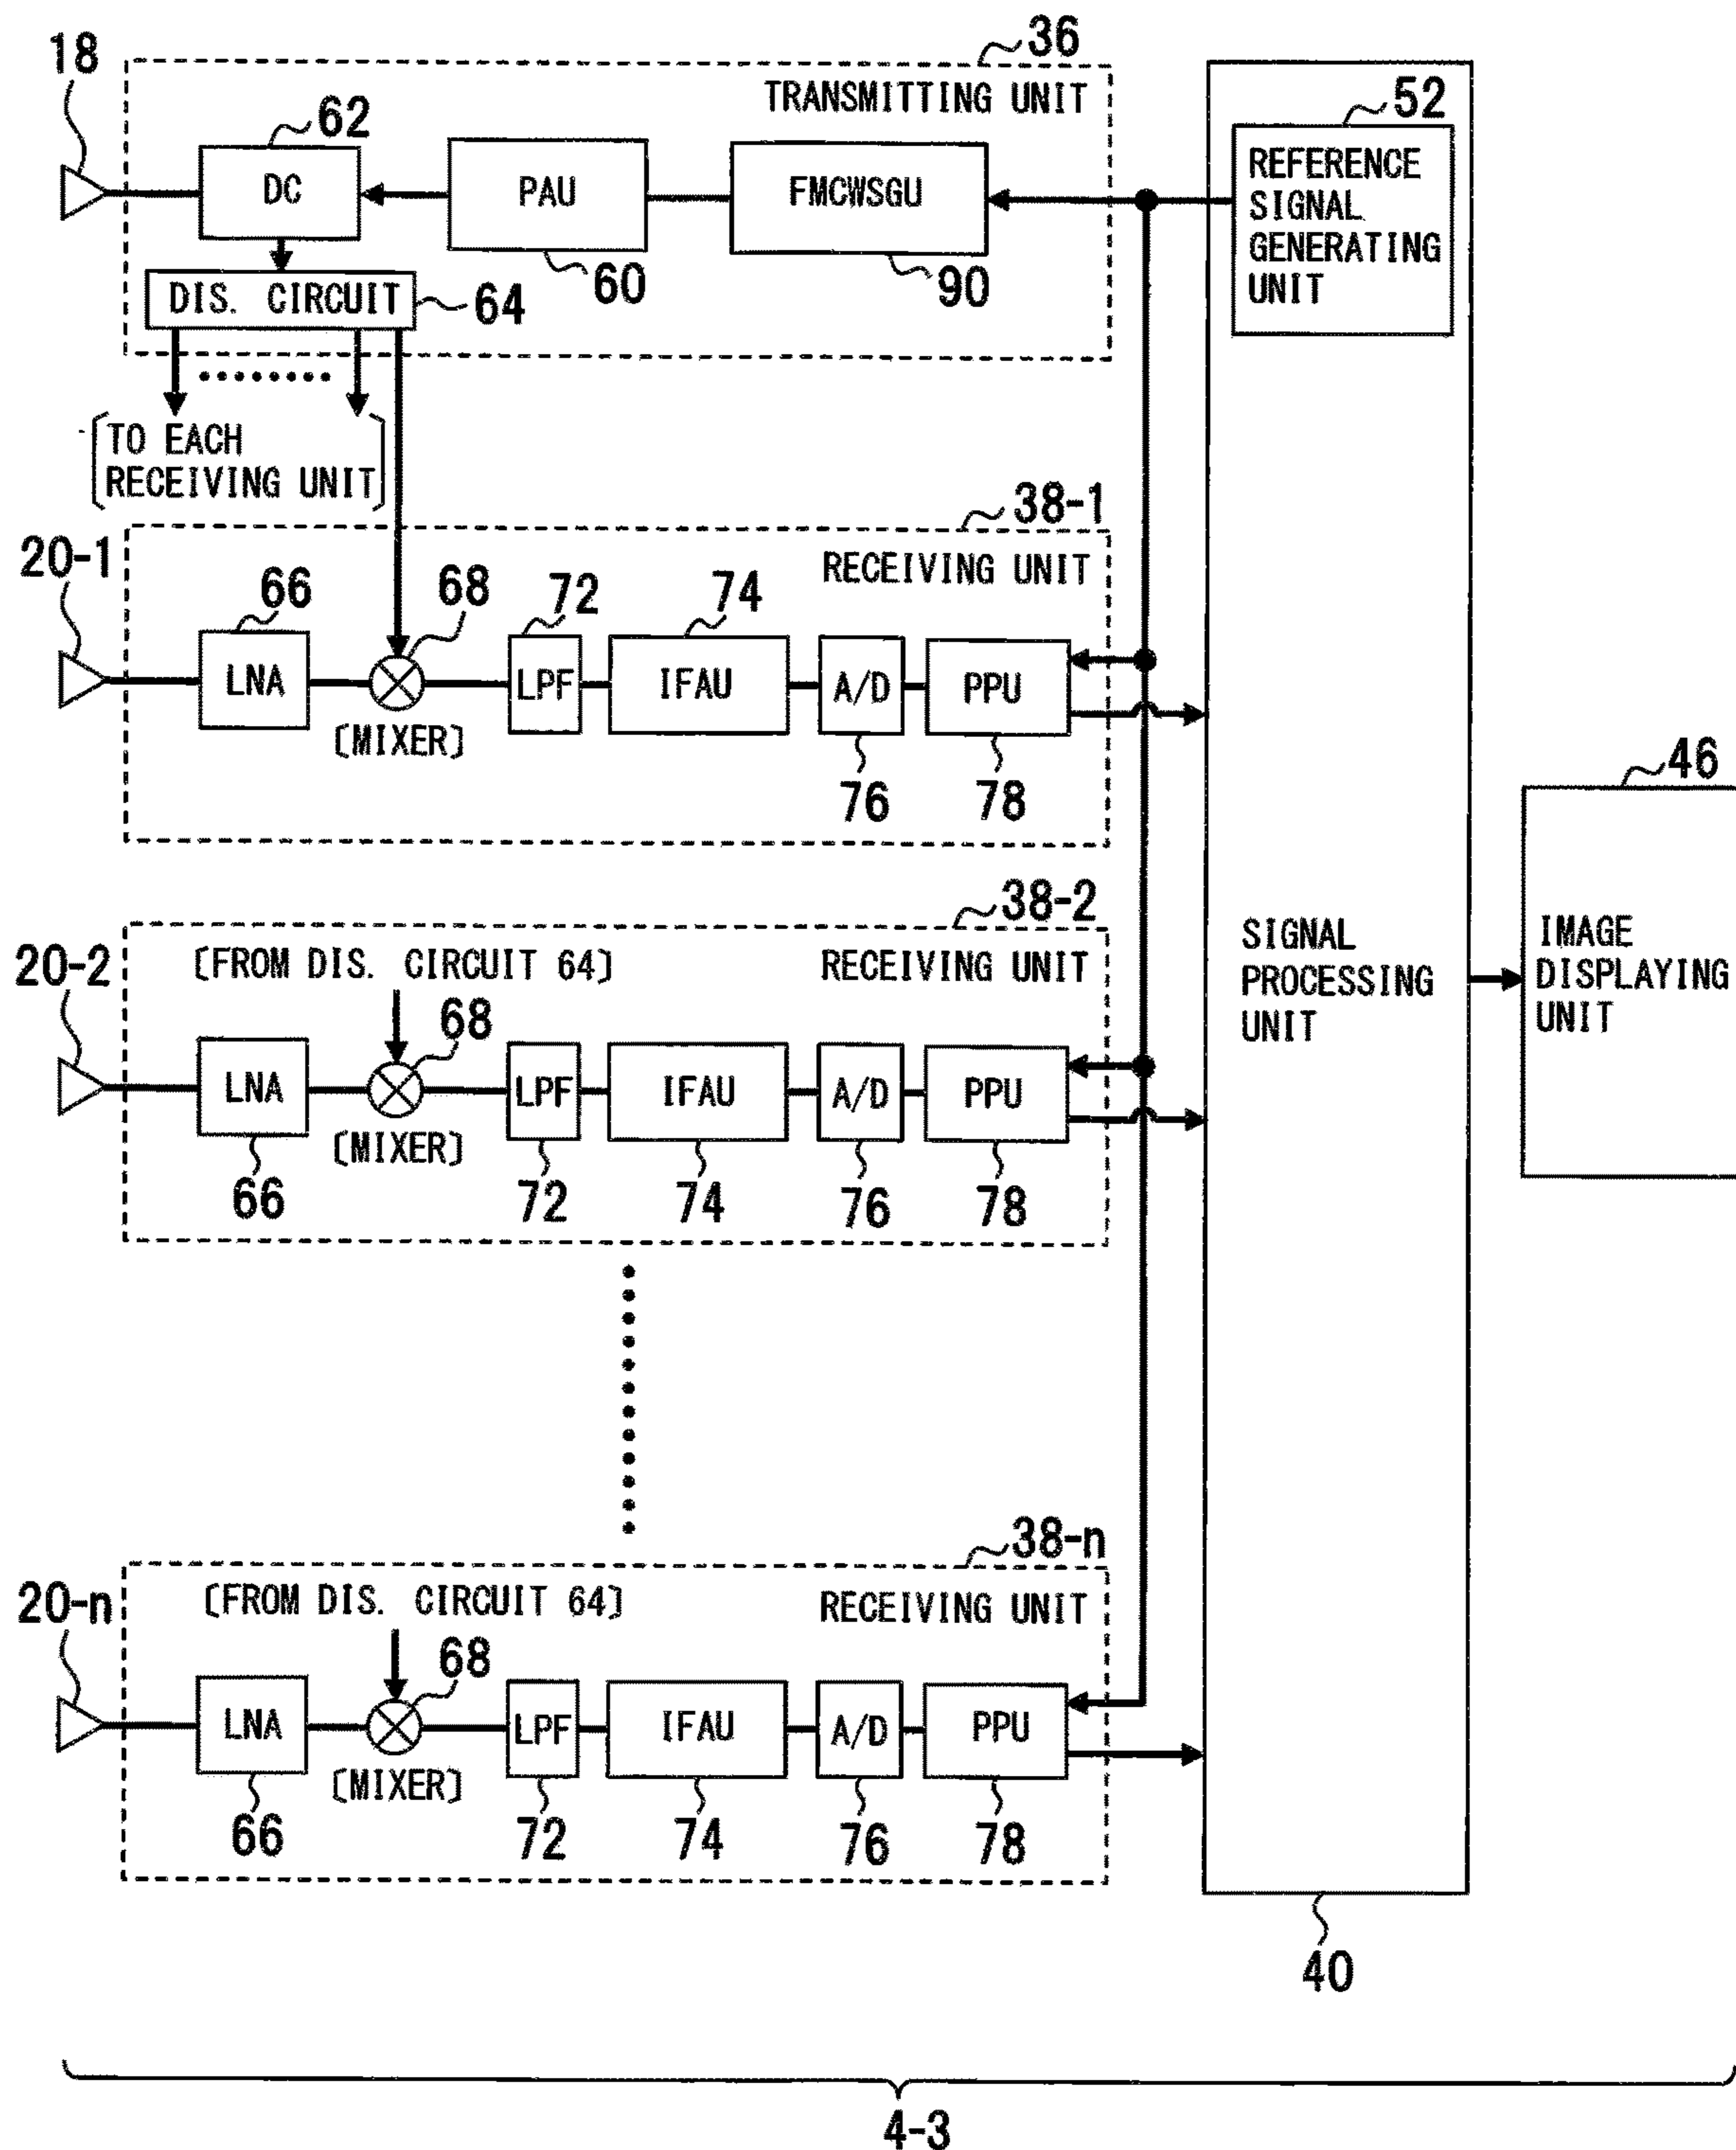 36
18
TRANSMITTING UNIT
62
52
DC
PAU
FMCWSGU
REFERENCE
SIGNAL
GENERATING
UNIT
60
90
DIS. CIRCUIT
64
........
[TO EACH
RECEIVING UNIT]
38-1
20-1
RECEIVING UNIT
66
68
72
74
LNA
LPF
IFAU
A/D
PPU
[MIXER]
76
78
46
38-2
20-2
[FROM DIS. CIRCUIT 64]
RECEIVING UNIT
SIGNAL
PROCESSING
UNIT
IMAGE
DISPLAYING
UNIT
68
LNA
LPF
IFAU
A/D
PPU
[MIXER]
66
72
74
76
78
38-n
20-n
[FROM DIS. CIRCUIT 64]
RECEIVING UNIT
68
LNA
LPF
IFAU
A/D
PPU
[MIXER]
66
72
74
76
78
40
4-3